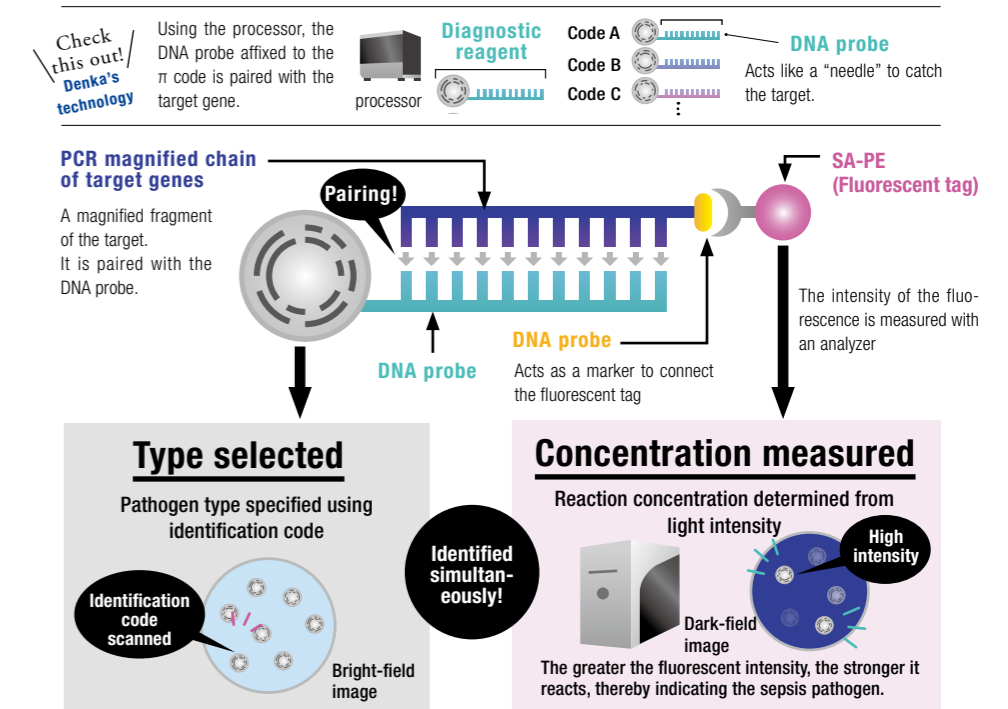 Check
this out!
Denka's
technology
Using the processor, the
DNA probe affixed to the
π code is paired with the
target gene.
processor
Diagnostic
reagent
Code A
Code B
Code C
DNA probe
Acts like a “needle” to catch
the target.
PCR magnified chain
of target genes
A magnified fragment
of the target.
It is paired with the
DNA probe.
Pairing!
SA-PE
(Fluorescent tag)
The intensity of the fluo-
rescence is measured with
an analyzer
DNA probe
DNA probe
Acts as a marker to connect
the fluorescent tag
Type selected
Pathogen type specified using
identification code
Identification
code
scanned
Bright-field
image
Identified
simultan-
eously!
Concentration measured
Reaction concentration determined from
light intensity
High
intensity
Dark-field
image
The greater the fluorescent intensity, the stronger it
reacts, thereby indicating the sepsis pathogen.